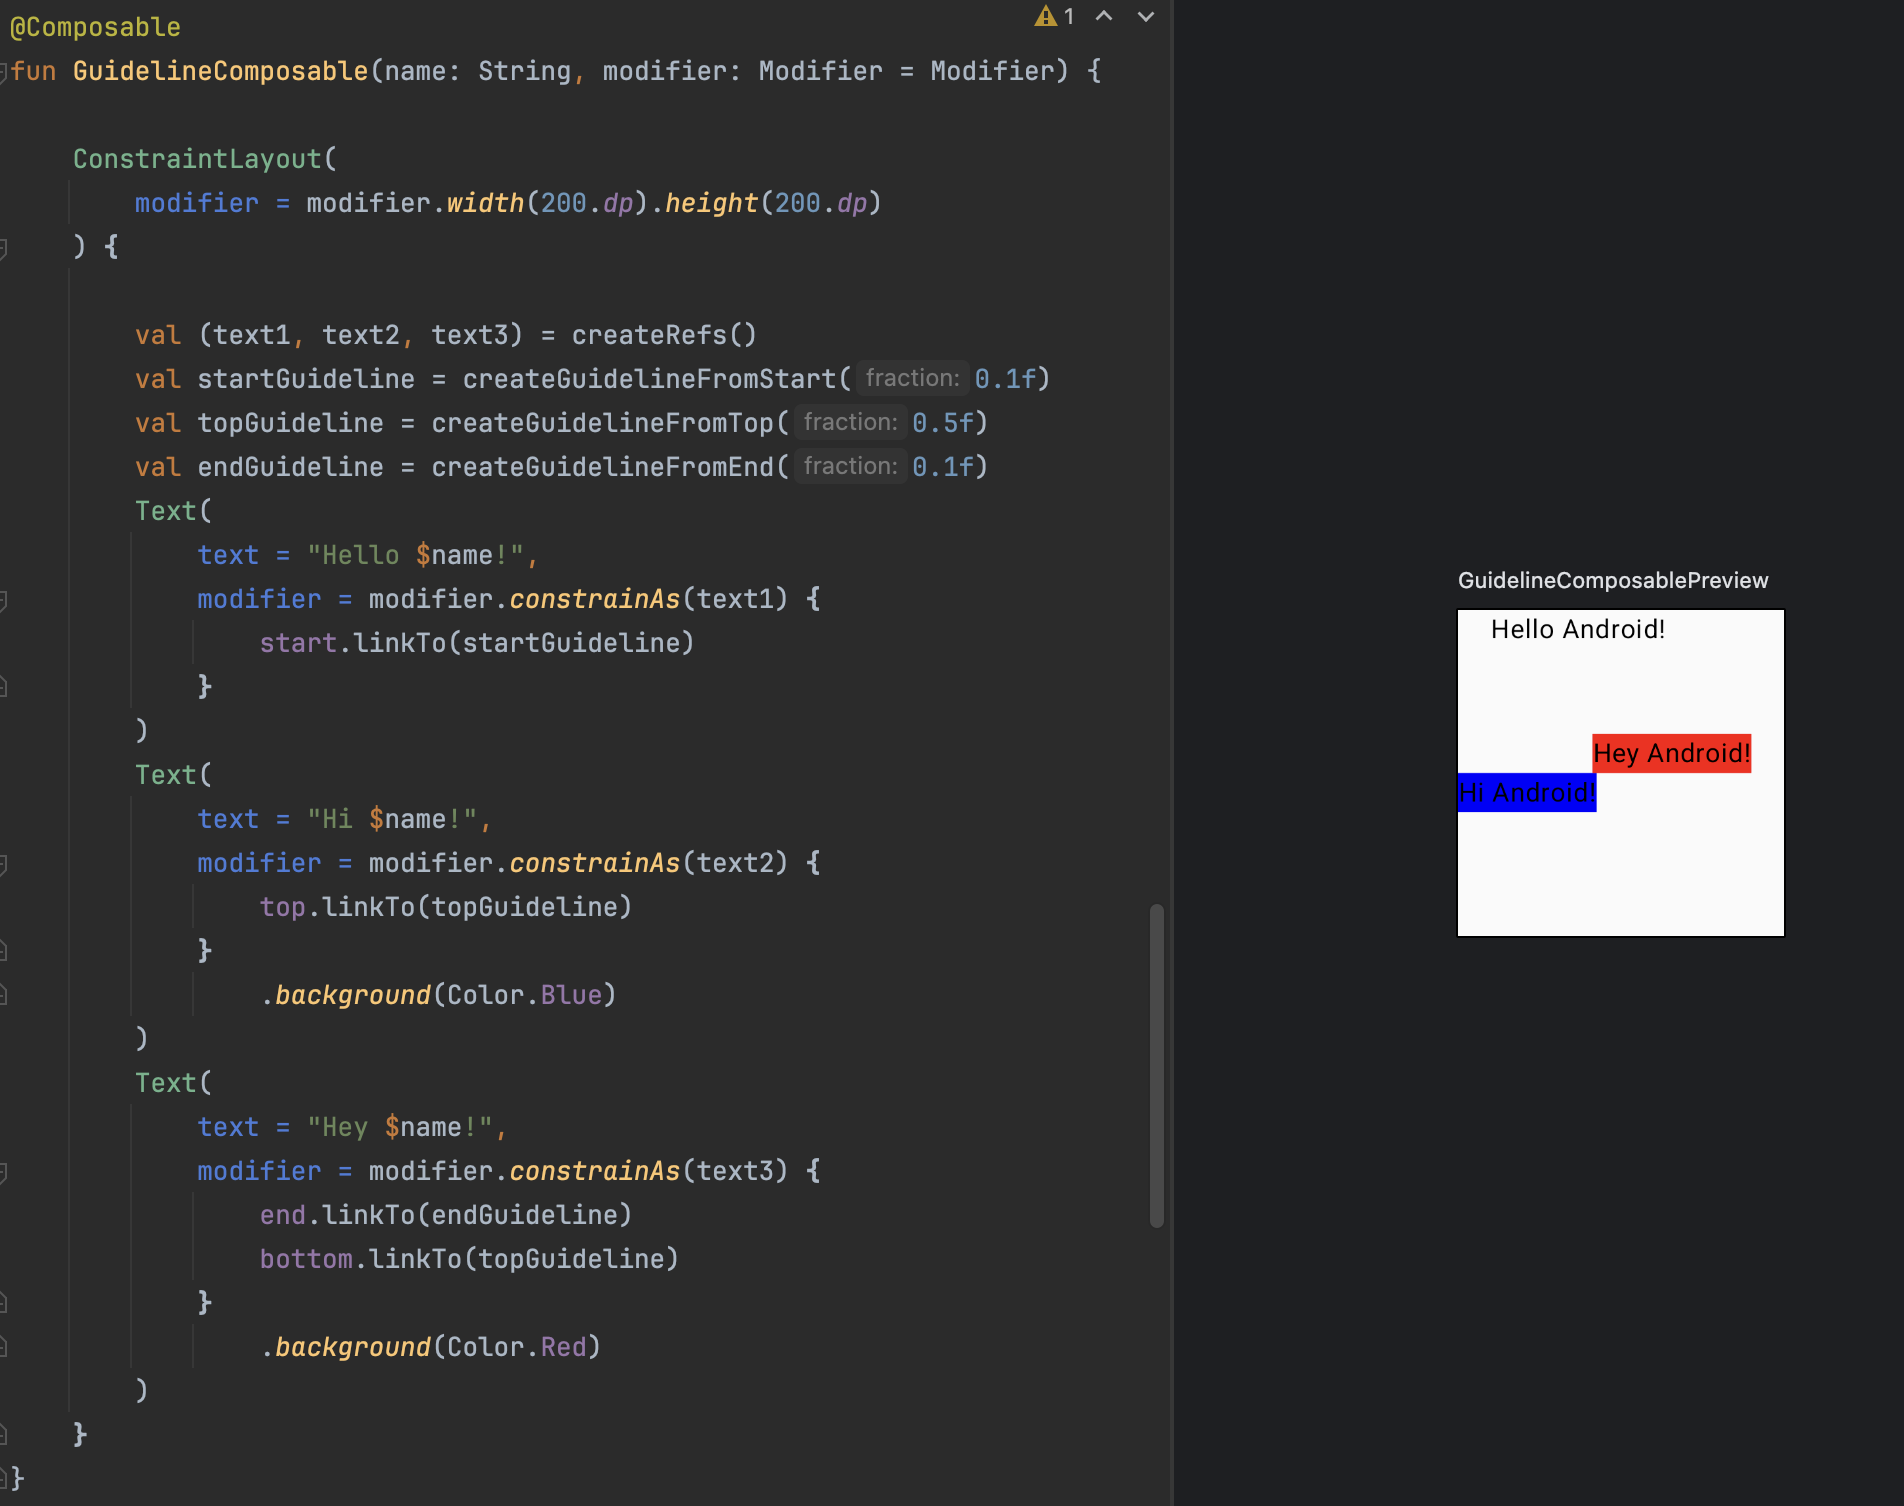 @Composable
1
fun GuidelineComposable(name: String, modifier: Modifier = Modifier) {
ConstraintLayout(
modifier = modifier.width(200.dp).height(200.dp)
) {
val (text1, text2, text3) = createRefs()
val startGuideline = createGuidelineFromStart( fraction: 0.1f)
val topGuideline = createGuidelineFromTop( fraction: 0.5f)
val endGuideline = createGuidelineFromEnd( fraction: 0.1f)
Text(
text = "Hello $name!",
modifier = modifier.constrainAs(text1) {
start.linkTo(startGuideline)
}
)
Text(
text = "Hi $name!",
modifier = modifier.constrainAs(text2) {
top.linkTo(topGuideline)
}
.background(Color.Blue)
)
Text(
text = "Hey $name!",
modifier = modifier.constrainAs(text3) {
end.linkTo(endGuideline)
bottom.linkTo(topGuideline)
}
.background(Color.Red)
)
}
}
GuidelineComposablePreview
Hello Android!
Hey Android!
Hi Android!